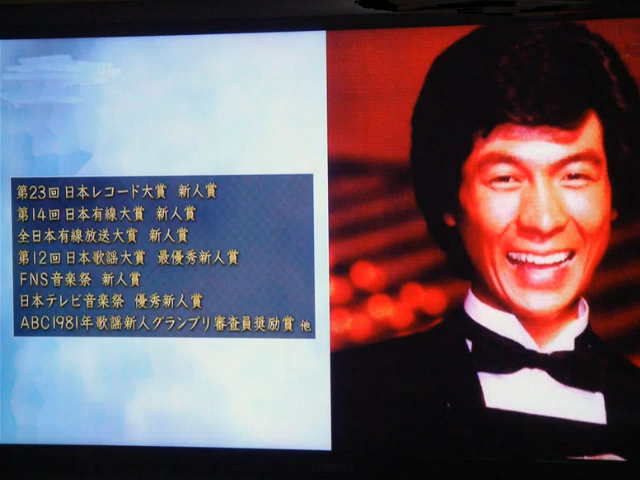 第23回日本レコード大賞 新人賞
第14回日本有線大賞 新人賞
全日本有線放送大賞 新人賞
第12回日本歌謡大賞 最優秀新人賞
FNS音楽祭 新人賞
日本テレビ音楽祭 優秀新人賞
ABC1981年歌謡新人グランプリ審査員奨励賞 他